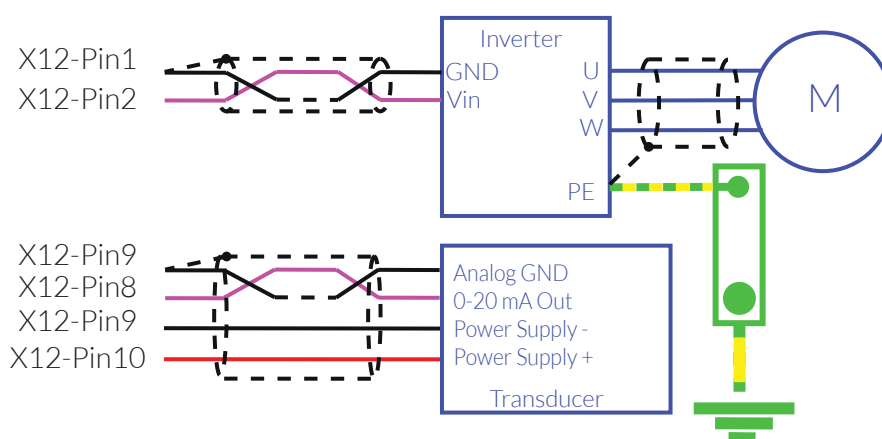 X12-Pin1
X12-Pin2
Inverter
GND
Vin
U
V
W
PE
M
X12-Pin9
X12-Pin8
X12-Pin9
X12-Pin10
Analog GND
0-20 mA Out
Power Supply -
Power Supply +
Transducer